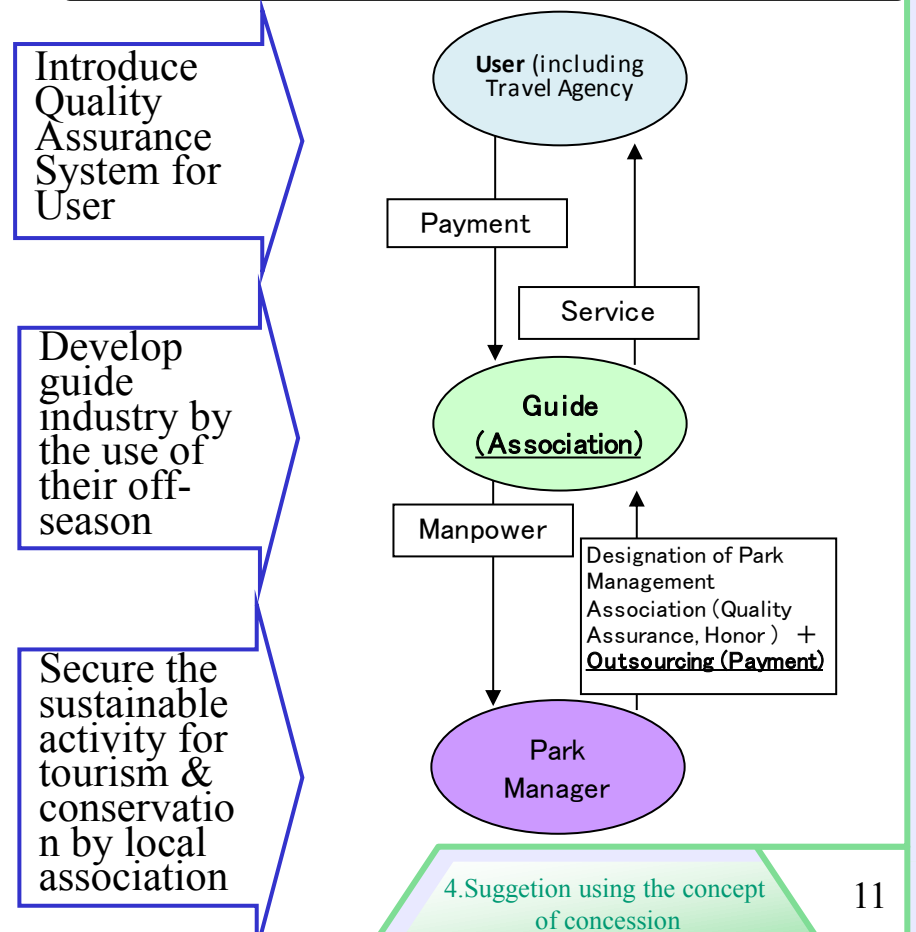 Introduce
Quality
Assurance
System for
User
User (including
Travel Agency
Payment
Service
Develop
guide
industry by
the use of
their off-
season
Guide
(Association)
Manpower
Designation of Park
Management
Association (Quality
Assurance, Honor ) +
Outsourcing (Payment)
Secure the
sustainable
activity for
tourism &
conservatio
n by local
association
Park
Manager
4.Suggetion using the concept
of concession
11